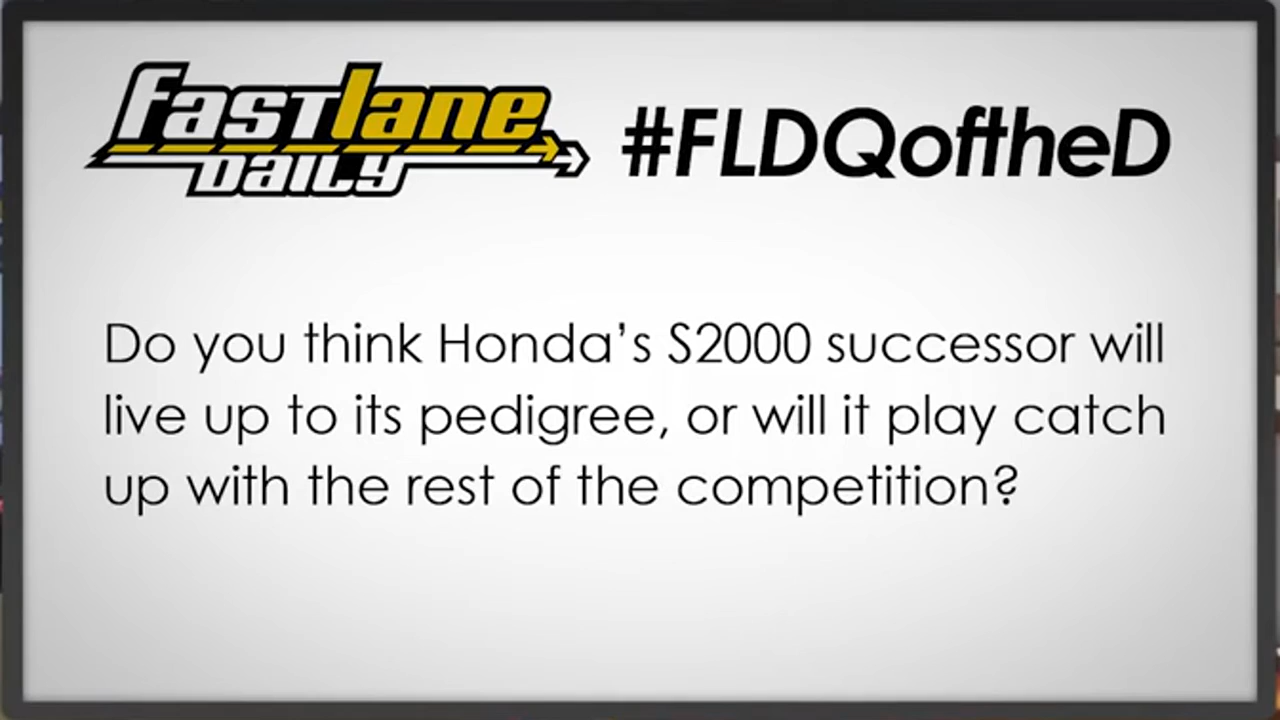 fastlane #FLDQoftheD
DAILY
Do you think Honda's S2000 successor will
live up to its pedigree, or will it play catch
up with the rest of the competition?